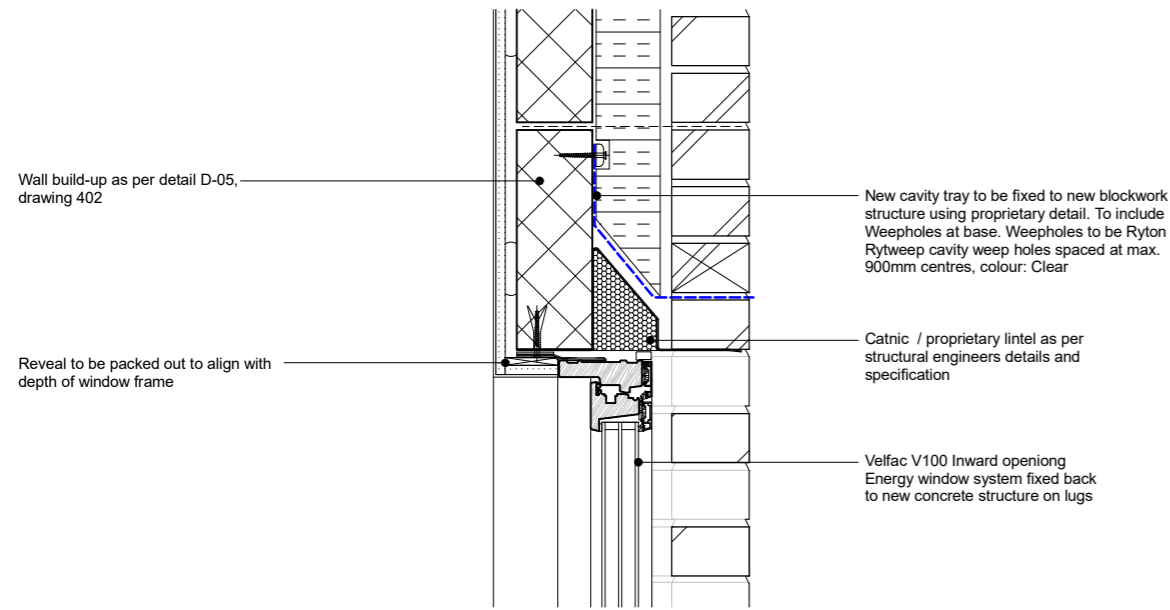 Wall build-up as per detail D-05,
drawing 402
Reveal to be packed out to align with
depth of window frame
New cavity tray to be fixed to new blockwork
structure using proprietary detail. To include
Weepholes at base. Weepholes to be Ryton
Rytweep cavity weep holes spaced at max.
900mm centres, colour: Clear
Catnic / proprietary lintel as per
structural engineers details and
specification
Velfac V100 Inward openiong
Energy window system fixed back
to new concrete structure on lugs